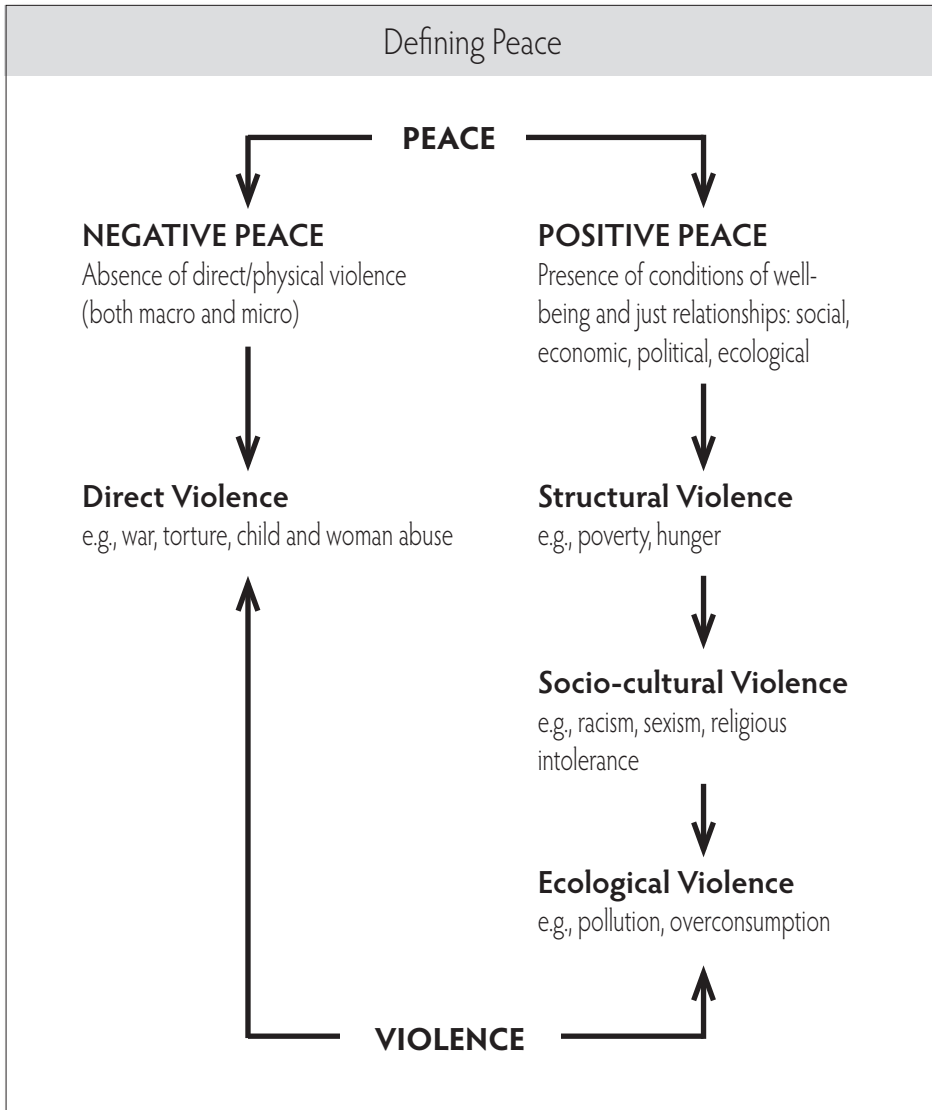 Defining Peace
PEACE
NEGATIVE PEACE
Absence of direct/physical violence
(both macro and micro)
POSITIVE PEACE
Presence of conditions of well-
being and just relationships: social,
economic, political, ecological
Direct Violence
e.g., war, torture, child and woman abuse
Structural Violence
e.g., poverty, hunger
Socio-cultural Violence
e.g., racism, sexism, religious
intolerance
Ecological Violence
e.g., pollution, overconsumption
VIOLENCE